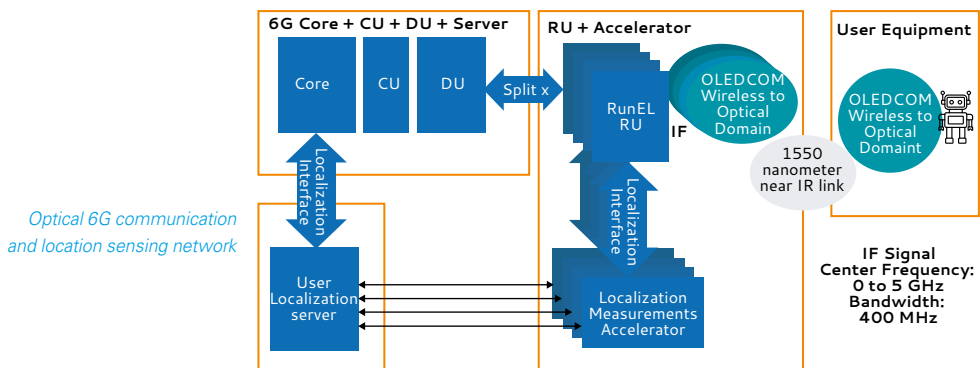 6G Core + CU + DU + Server
Core
CU
DU
Split x
Localization
Interface
User
Localization
server
Optical 6G communication
and location sensing network
RU + Accelerator
RunEL
RU
IF
OLEDCOM
Wireless to
Optical
Domain
Localization
Interface
Localization
Measurements
Accelerator
1550
nanometer
near IR link
User Equipment
OLEDCOM
Wireless to
Optical
Domaint
IF Signal
Center Frequency:
0 to 5 GHz
Bandwidth:
400 MHz